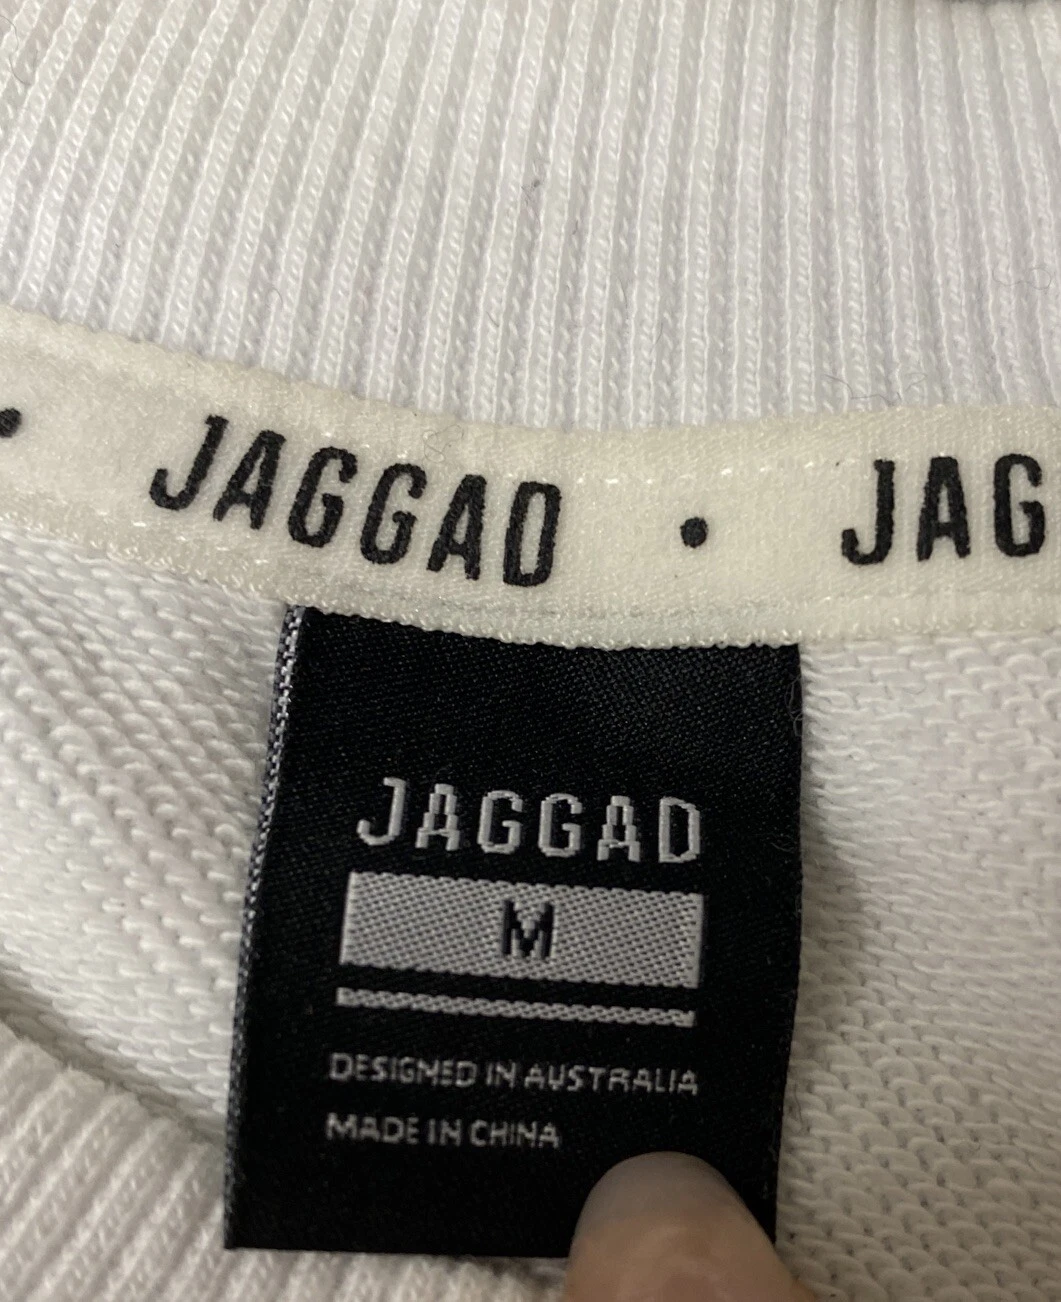 • JAGGAD • JAG
JAGGAD
M
DESIGNED IN AUSTRALIA
MADE IN CHINA